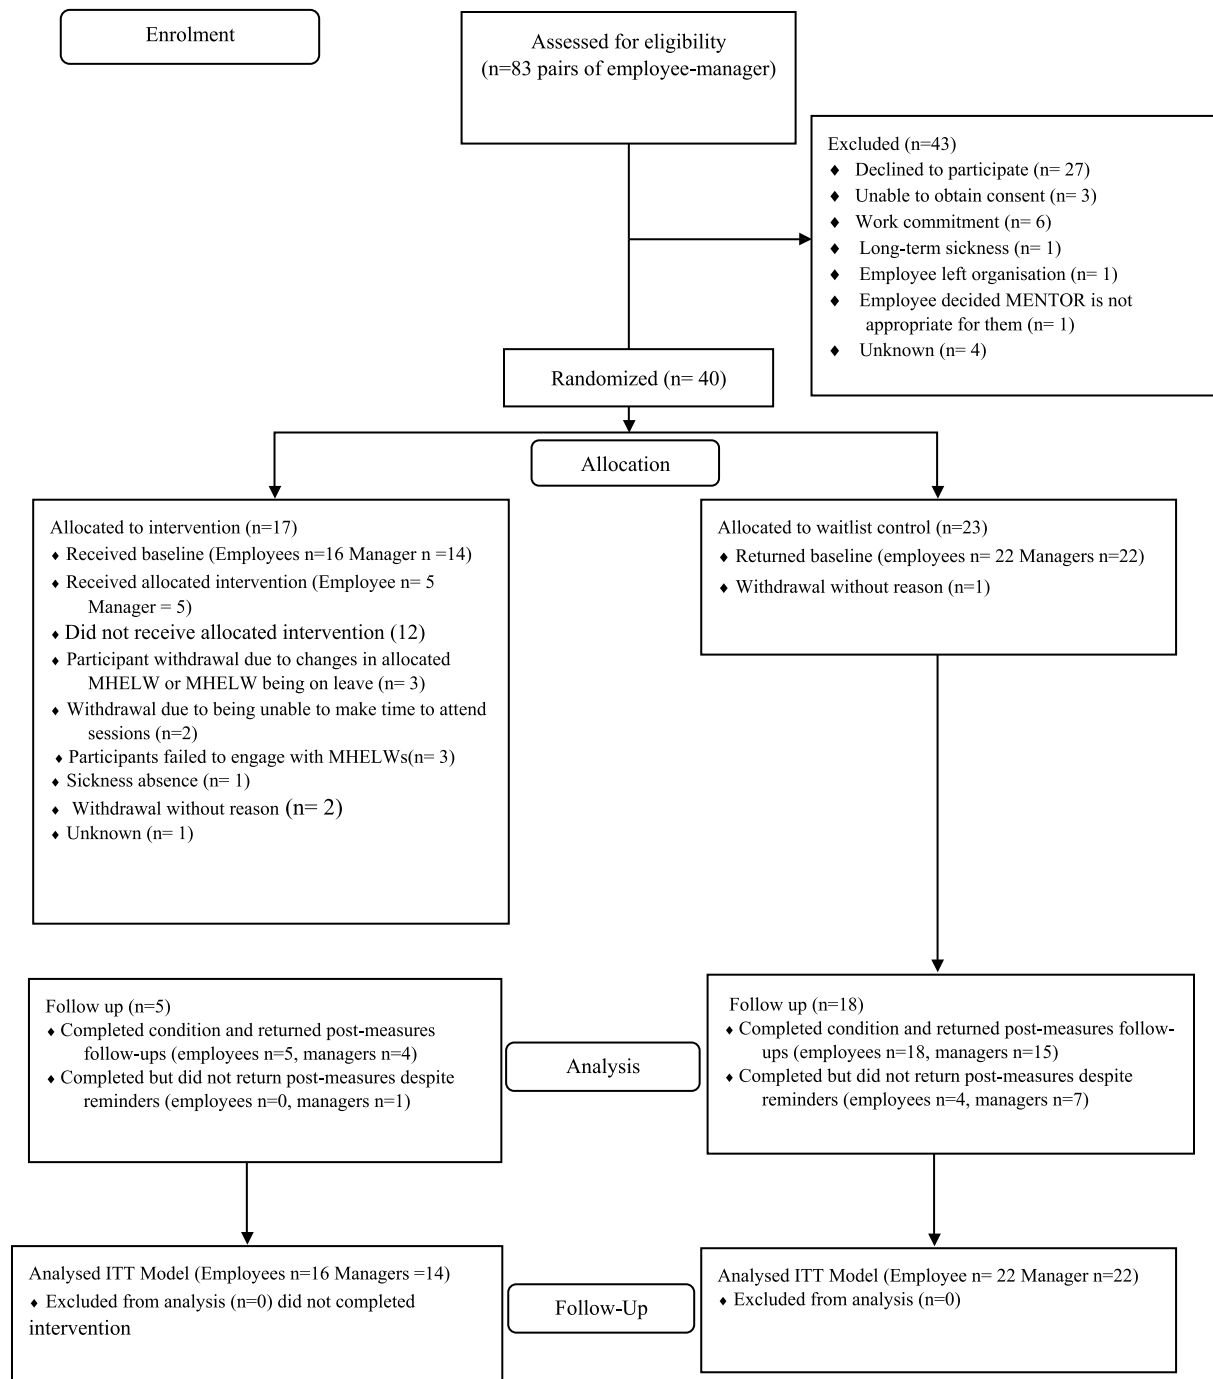 Enrolment
Assessed for eligibility
(n=83 pairs of employee-manager)
Excluded (n=43)
♦ Declined to participate (n= 27)
♦ Unable to obtain consent (n= 3)
♦ Work commitment (n= 6)
♦ Long-term sickness (n= 1)
♦ Employee left organisation (n= 1)
♦ Employee decided MENTOR is not
appropriate for them (n= 1)
♦ Unknown (n= 4)
Randomized (n= 40)
Allocation
Allocated to intervention (n=17)
♦ Received baseline (Employees n=16 Manager n =14)
♦ Received allocated intervention (Employee n= 5
Manager = 5)
♦ Did not receive allocated intervention (12)
♦ Participant withdrawal due to changes in allocated
MHELW or MHELW being on leave (n= 3)
♦ Withdrawal due to being unable to make time to attend
sessions (n=2)
♦ Participants failed to engage with MHELWs(n= 3)
♦ Sickness absence (n= 1)
♦ Withdrawal without reason (n= 2)
♦ Unknown (n= 1)
Allocated to waitlist control (n=23)
♦ Returned baseline (employees n= 22 Managers n=22)
♦ Withdrawal without reason (n=1)
Follow up (n=5)
♦ Completed condition and returned post-measures
follow-ups (employees n=5, managers n=4)
♦ Completed but did not return post-measures despite
reminders (employees n=0, managers n=1)
Analysis
Follow up (n=18)
♦ Completed condition and returned post-measures follow-
ups (employees n=18, managers n=15)
♦ Completed but did not return post-measures despite
reminders (employees n=4, managers n=7)
Analysed ITT Model (Employees n=16 Managers =14)
♦ Excluded from analysis (n=0) did not completed
intervention
Follow-Up
Analysed ITT Model (Employee n= 22 Manager n=22)
♦ Excluded from analysis (n=0)